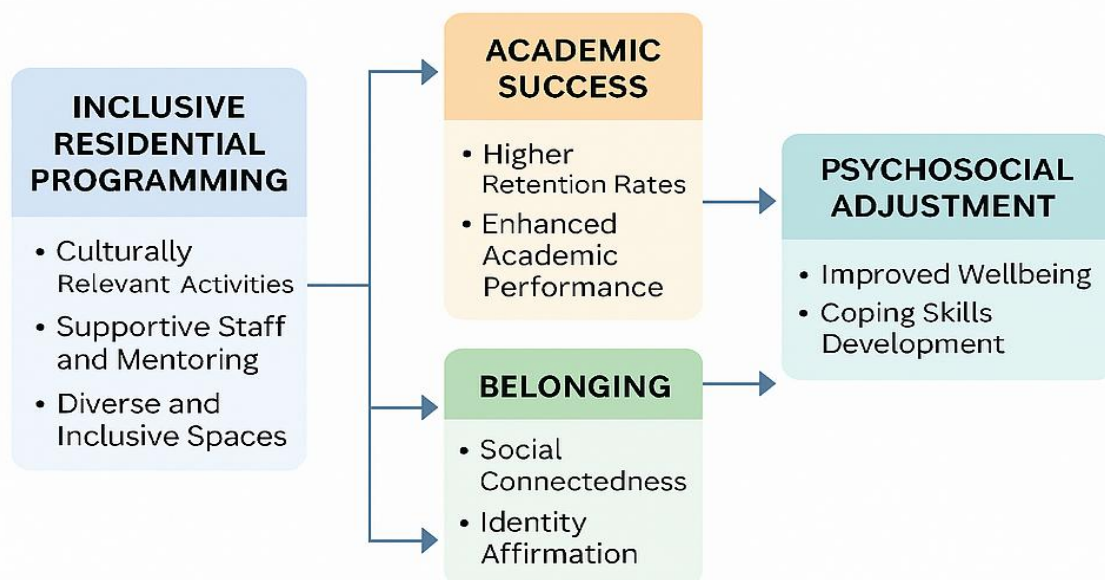 INCLUSIVE
RESIDENTIAL
PROGRAMMING
• Culturally
Relevant Activities
• Supportive Staff
and Mentoring
• Diverse and
Inclusive Spaces
ACADEMIC
SUCCESS
• Higher
Retention Rates
• Enhanced
Academic
Performance
BELONGING
• Social
Connectedness
• Identity
Affirmation
PSYCHOSOCIAL
ADJUSTMENT
• Improved Wellbeing
• Coping Skills
Development